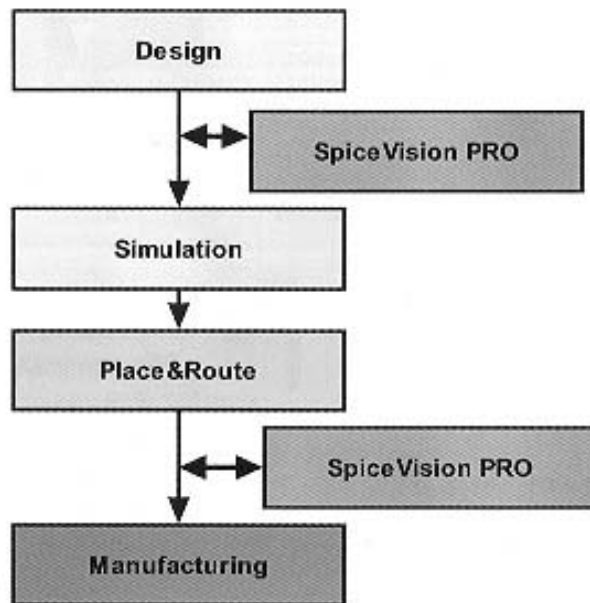 Design
SpiceVision PRO
Simulation
Place&Route
SpiceVision PRO
Manufacturing